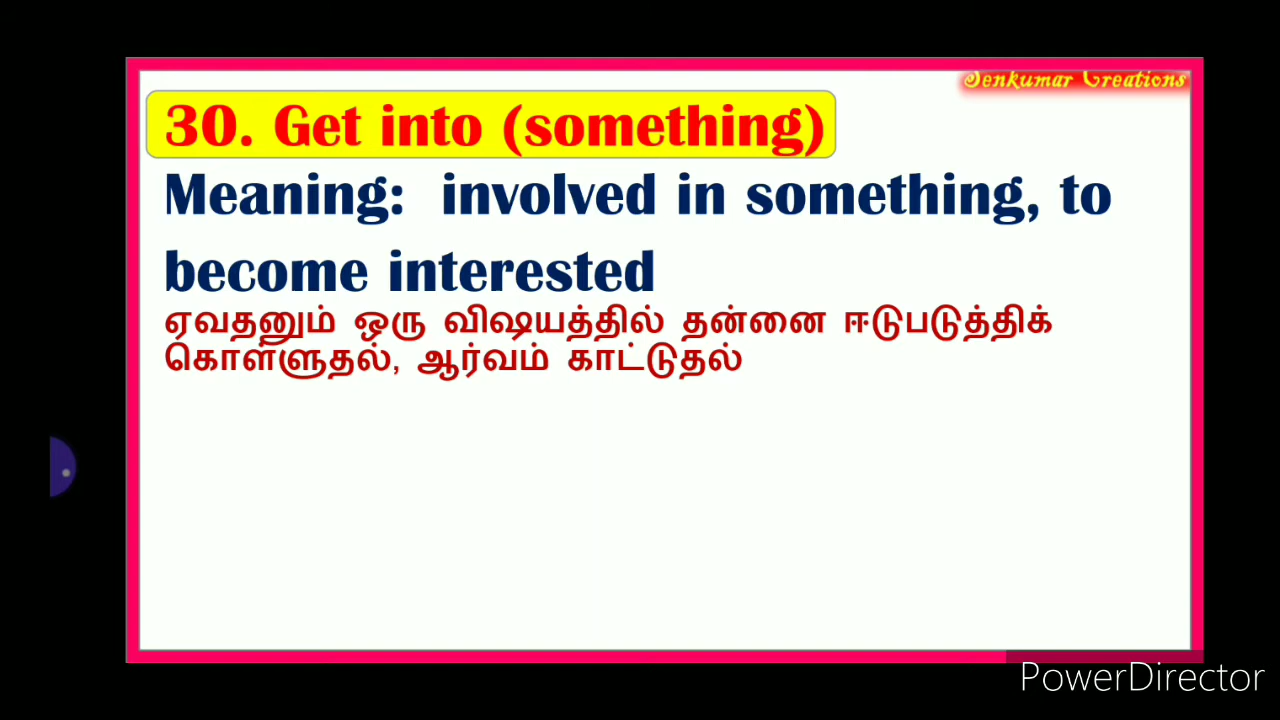 Senkumar Creations
30. Get into (something)
Meaning: involved in something, to
become interested
ஏவதனும் ஒரு விஷயத்தில் தன்னை ஈடுபடுத்திக்
கொள்ளுதல், ஆர்வம் காட்டுதல்
PowerDirector